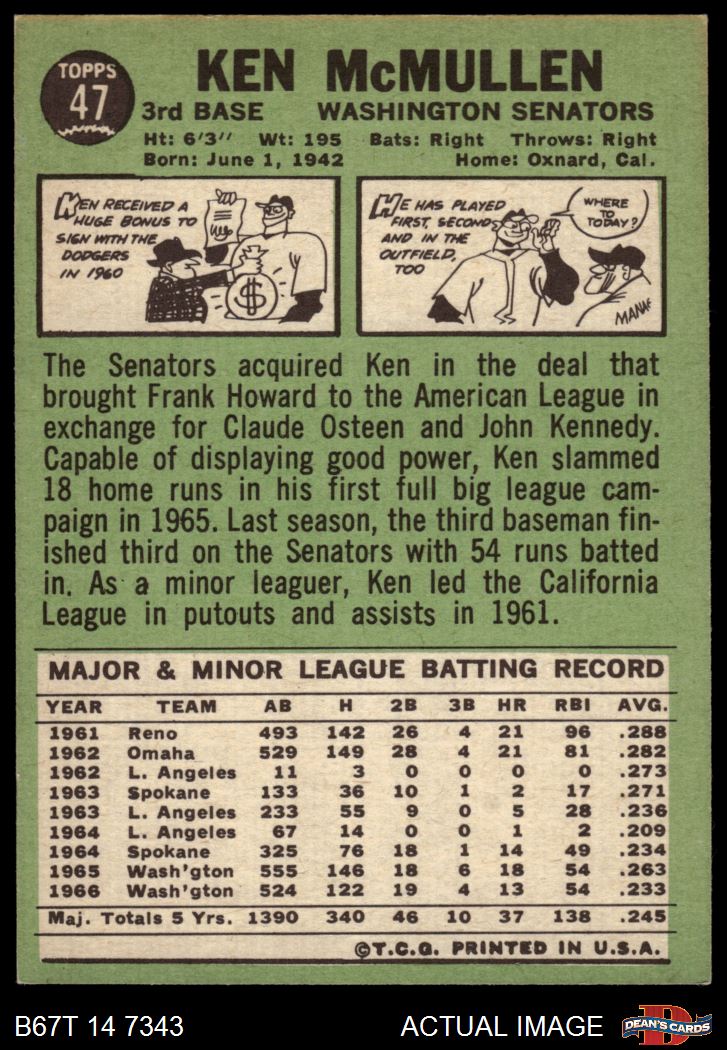 TOPPS
47
KEN McMULLEN
3rd BASE WASHINGTON SENATORS
Ht: 6'3″ Wt: 195 Bats: Right Throws: Right
Born: June 1, 1942 Home: Oxnard, Cal.
KEN RECEIVED A
HUGE BONUS TO
SIGN WITH THE
DODGERS
IN 1960
$
HE HAS PLAYED
FIRST, SECOND
AND IN THE
OUTFIELD,
TOO
WHERE
TO
TODAY?
The Senators acquired Ken in the deal that
brought Frank Howard to the American League in
exchange for Claude Osteen and John Kennedy.
Capable of displaying good power, Ken slammed
18 home runs in his first full big league cam-
paign in 1965. Last season, the third baseman fin-
ished third on the Senators with 54 runs batted
in. As a minor leaguer, Ken led the California
League in putouts and assists in 1961.
MAJOR & MINOR LEAGUE BATTING RECORD
YEAR TEAM AB H 2B 3B HR RBI AVG.
1961 Reno 493 142 26 4 21 96 .288
1962 Omaha 529 149 28 4 21 81 .282
1962 L. Angeles 11 3 0 0 0 0 .273
1963 Spokane 133 36 10 1 2 17 .271
1963 L. Angeles 233 55 9 0 5 28 .236
1964 L. Angeles 67 14 0 0 1 2 .209
1964 Spokane 325 76 18 1 14 49 .234
1965 Wash'gton 555 146 18 6 18 54 .263
1966 Wash'gton 524 122 19 4 13 54 .233
Maj. Totals 5 Yrs. 1390 340 46 10 37 138 .245
©T.C.G. PRINTED IN U.S.A.
B67T 14 7343 ACTUAL IMAGE
D
DEAN'S CARDS